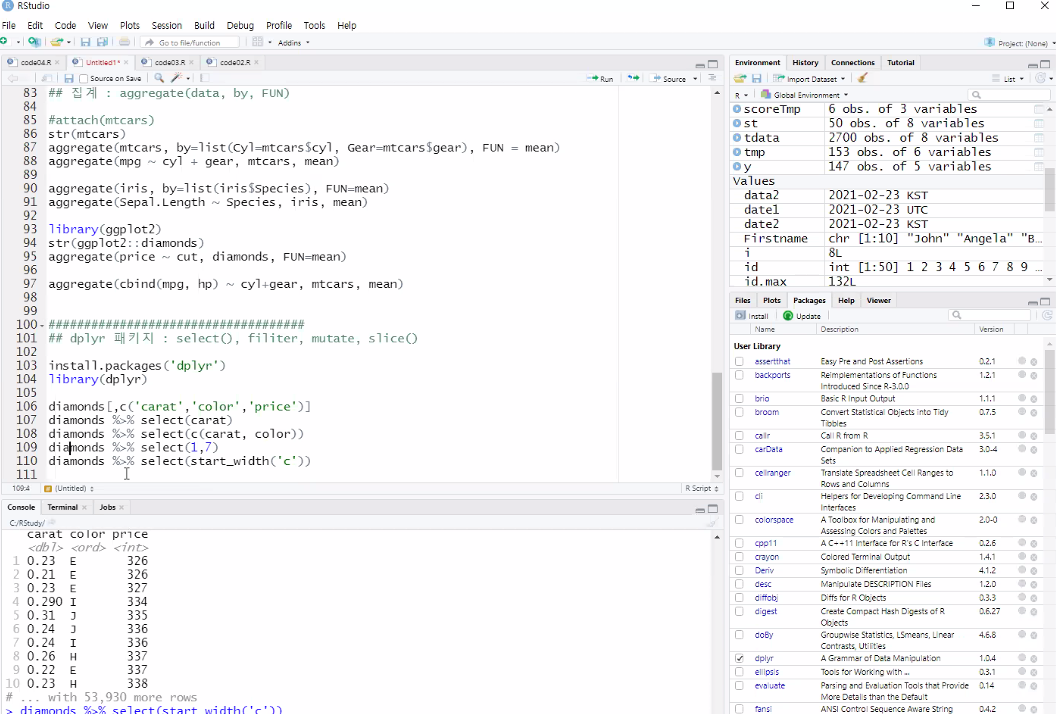 RStudio
File Edit Code View Plots Session Build Debug Profile Tools Help
Go to file/function Addins Project: (None)
code04.R Untitled1* code03.R code02.R
Source on Save Run Source
83 ## 집계 : aggregate(data, by, FUN)
84
85 #attach(mtcars)
86 str(mtcars)
87 aggregate(mtcars, by=list(Cyl=mtcars$cyl, Gear=mtcars$gear), FUN = mean)
88 aggregate(mpg ~ cyl + gear, mtcars, mean)
89
90 aggregate(iris, by=list(iris$Species), FUN=mean)
91 aggregate(Sepal.Length ~ Species, iris, mean)
92
93 library(ggplot2)
94 str(ggplot2::diamonds)
95 aggregate(price ~ cut, diamonds, FUN=mean)
96
97 aggregate(cbind(mpg, hp) ~ cyl+gear, mtcars, mean)
98
99
100 ##################################
101 ## dplyr 패키지 : select(), filiter, mutate, slice()
102
103 install.packages('dplyr')
104 library(dplyr)
105
106 diamonds[,c('carat','color','price')]
107 diamonds %>% select(carat)
108 diamonds %>% select(c(carat, color))
109 diamonds %>% select(1,7)
110 diamonds %>% select(start_width('c'))
111
109:4 (Untitled) R Script
Console Terminal Jobs
C:/RStudy/
carat color price
<dbl> <ord> <int>
1 0.23 E 326
2 0.21 E 326
3 0.23 E 327
4 0.290 I 334
5 0.31 J 335
6 0.24 J 336
7 0.24 I 336
8 0.26 H 337
9 0.22 E 337
10 0.23 H 338
# ... with 53,930 more rows
> diamonds %>% select(start_width('c'))
Environment History Connections Tutorial
Import Dataset List
R Global Environment
scoreTmp 6 obs. of 3 variables
st 50 obs. of 8 variables
tdata 2700 obs. of 8 variables
tmp 153 obs. of 6 variables
y 147 obs. of 5 variables
Values
data2 2021-02-23 KST
date1 2021-02-23 UTC
date2 2021-02-23 KST
Firstname chr [1:10] "John" "Angela" "B...
i 8L
id int [1:50] 1 2 3 4 5 6 7 8 9 ...
id.max 132L
Files Plots Packages Help Viewer
Install Update
Name Description Version
User Library
assertthat Easy Pre and Post Assertions 0.2.1
backports Reimplementations of Functions Introduced Since R-3.0.0 1.2.1
brio Basic R Input Output 1.1.1
broom Convert Statistical Objects into Tidy Tibbles 0.7.5
callr Call R from R 3.5.1
carData Companion to Applied Regression Data Sets 3.0-4
cellranger Translate Spreadsheet Cell Ranges to Rows and Columns 1.1.0
cli Helpers for Developing Command Line Interfaces 2.3.0
colorspace A Toolbox for Manipulating and Assessing Colors and Palettes 2.0-0
cpp11 A C++11 Interface for R's C Interface 0.2.6
crayon Colored Terminal Output 1.4.1
Deriv Symbolic Differentiation 4.1.2
desc Manipulate DESCRIPTION Files 1.2.0
diffobj Diffs for R Objects 0.3.3
digest Create Compact Hash Digests of R Objects 0.6.27
doBy Groupwise Statistics, LSmeans, Linear Contrasts, Utilities 4.6.8
dplyr A Grammar of Data Manipulation 1.0.4
ellipsis Tools for Working with ... 0.3.1
evaluate Parsing and Evaluation Tools that Provide More Details than the Default 0.14
fansi ANSI Control Sequence Aware String 0.4.2